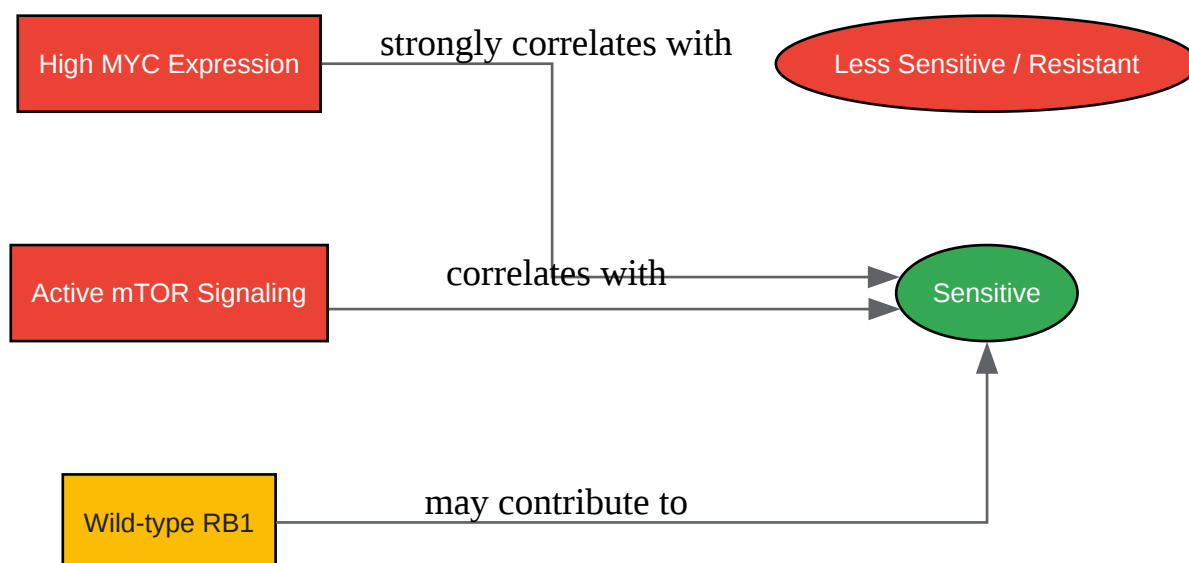 High MYC Expression
strongly correlates with
Less Sensitive / Resistant
Active mTOR Signaling
correlates with
Sensitive
Wild-type RB1
may contribute to